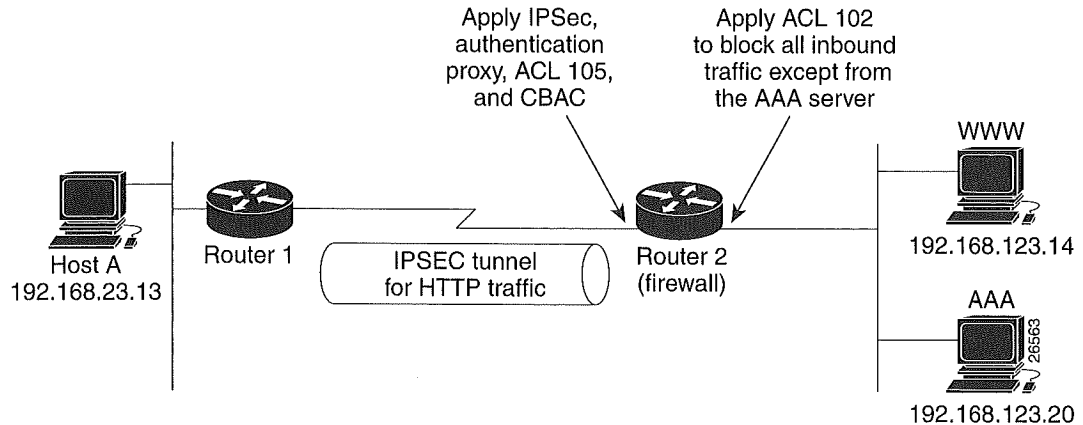 Apply IPSec,
authentication
proxy, ACL 105,
and CBAC
Apply ACL 102
to block all inbound
traffic except from
the AAA server
WWW
192.168.123.14
Host A
192.168.23.13
Router 1
IPSEC tunnel
for HTTP traffic
Router 2
(firewall)
AAA
26563
192.168.123.20